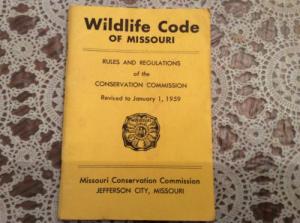 Wildlife Code
OF MISSOURI
RULES AND REGULATIONS
of the
CONSERVATION COMMISSION
Revised to January 1, 1959
Missouri Conservation Commission
JEFFERSON CITY, MISSOURI